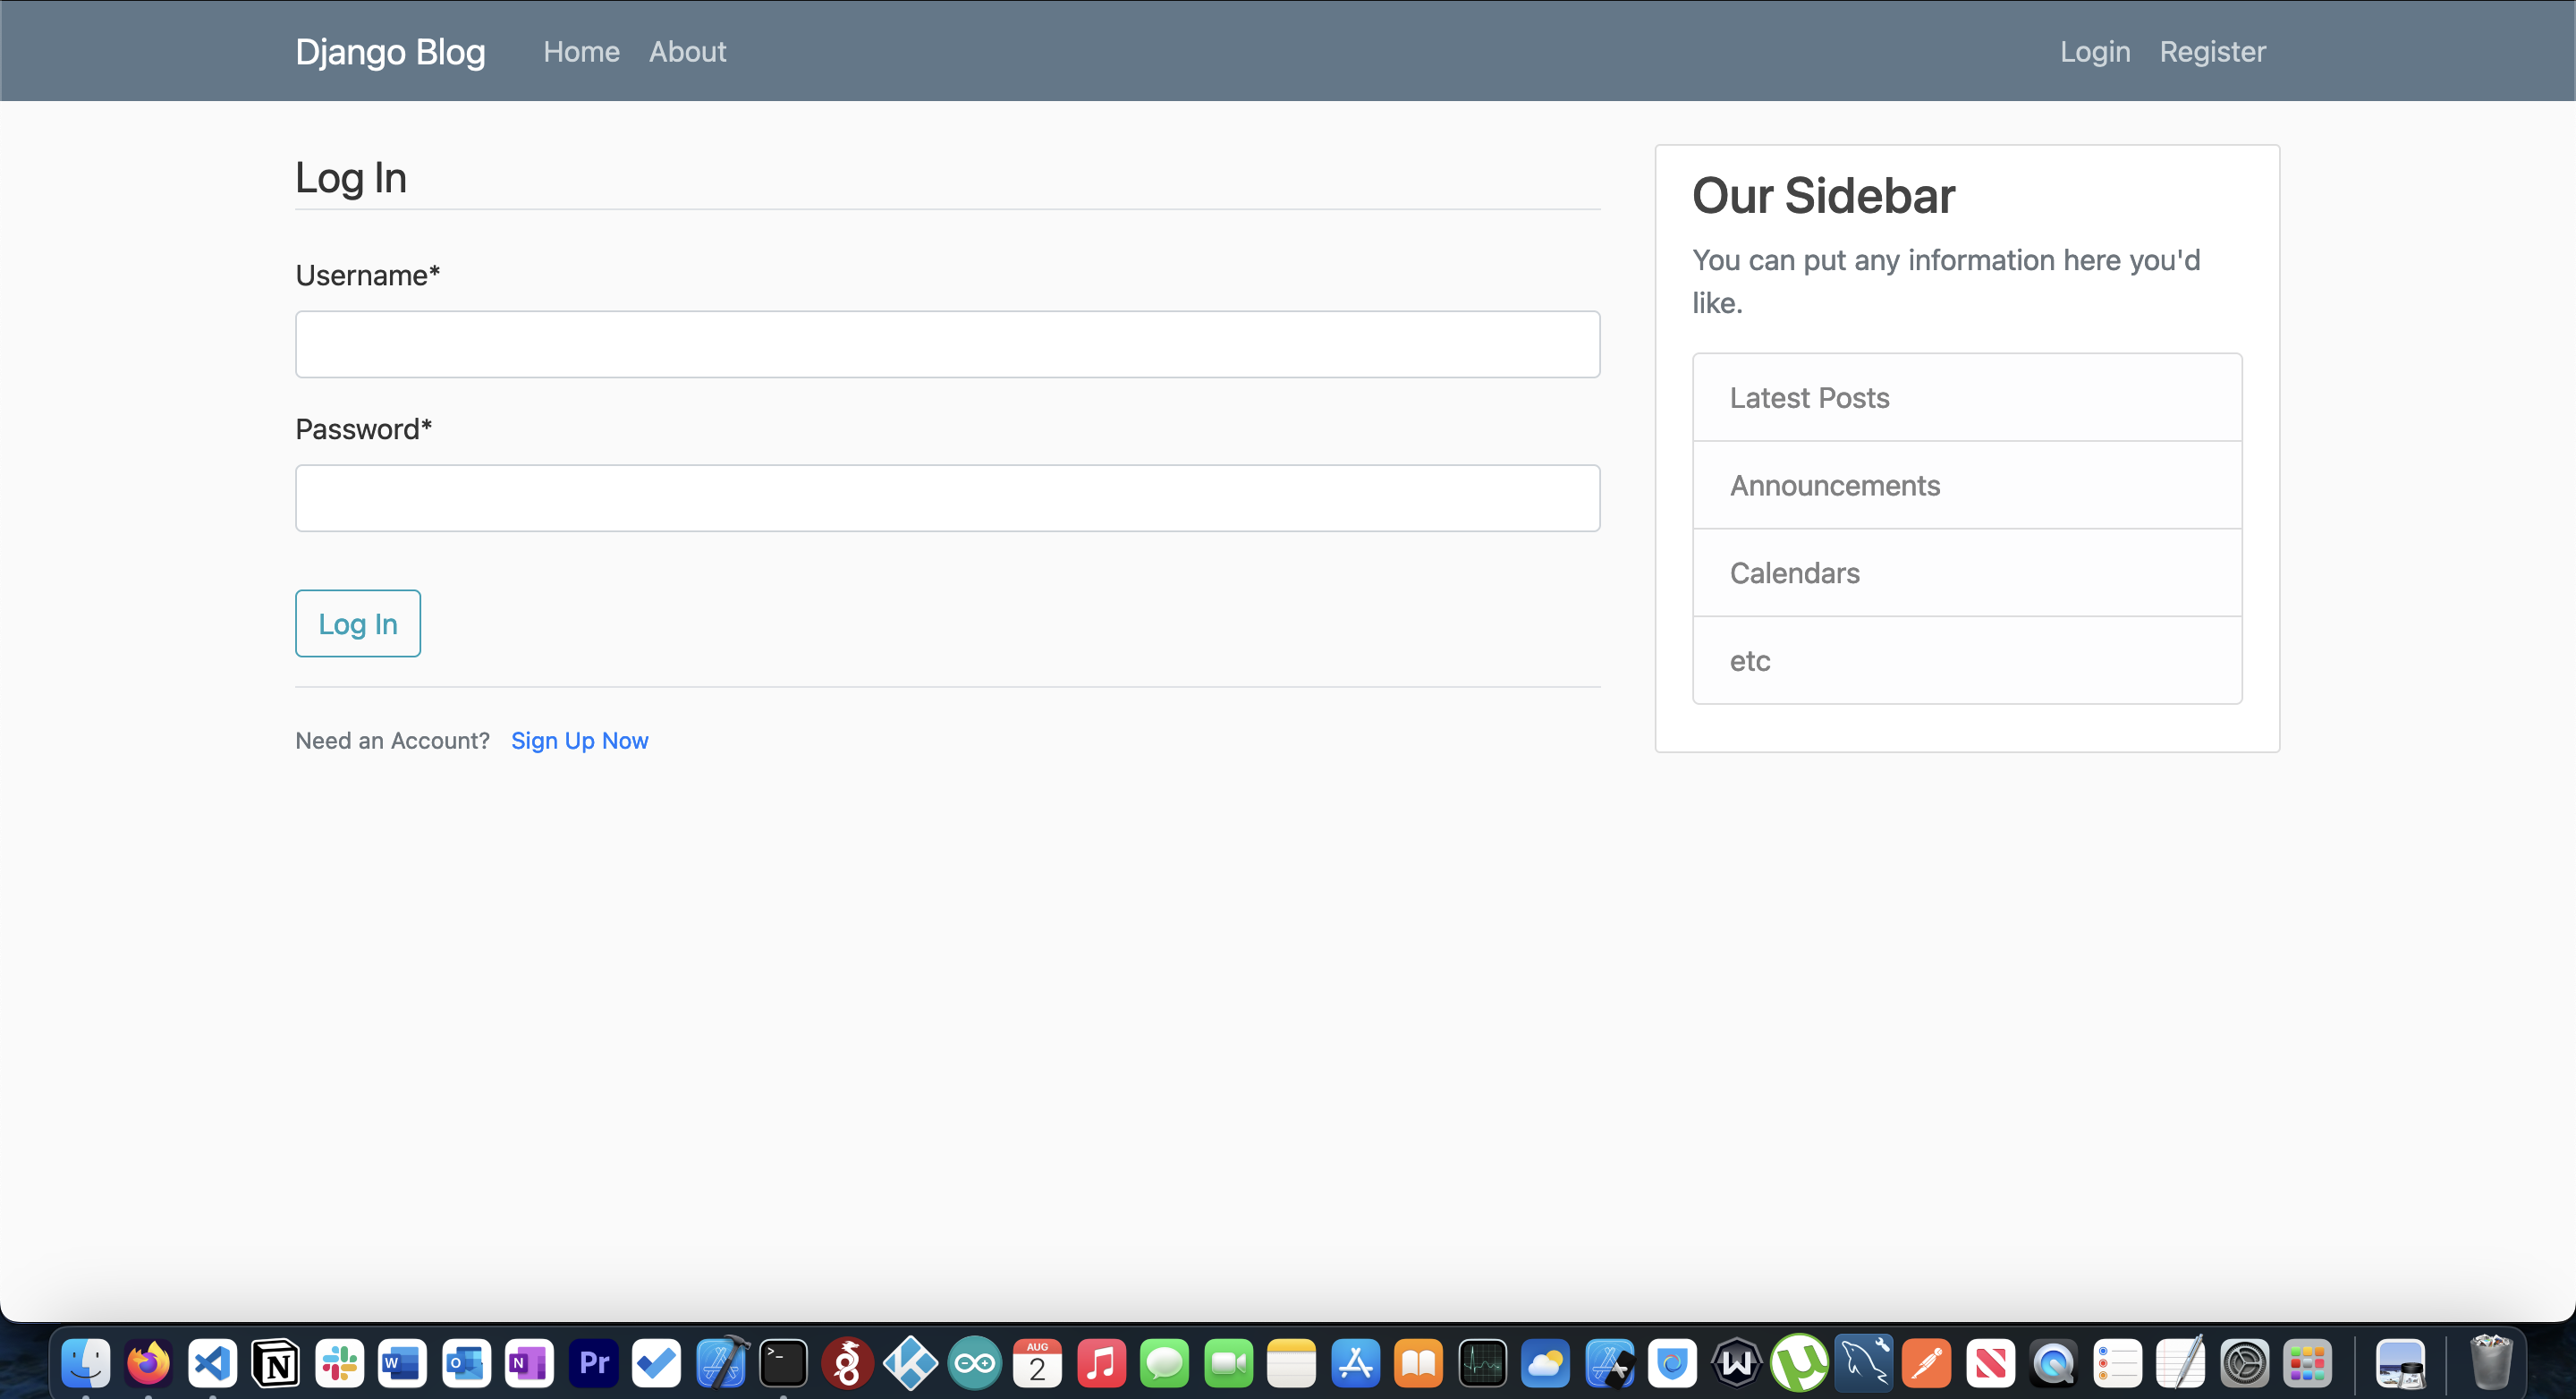 Django Blog Home About Login Register
Log In
Username*
Password*
Log In
Need an Account? Sign Up Now
Our Sidebar
You can put any information here you'd
like.
Latest Posts
Announcements
Calendars
etc
N W O N Pr >_ AUG 2 W µ